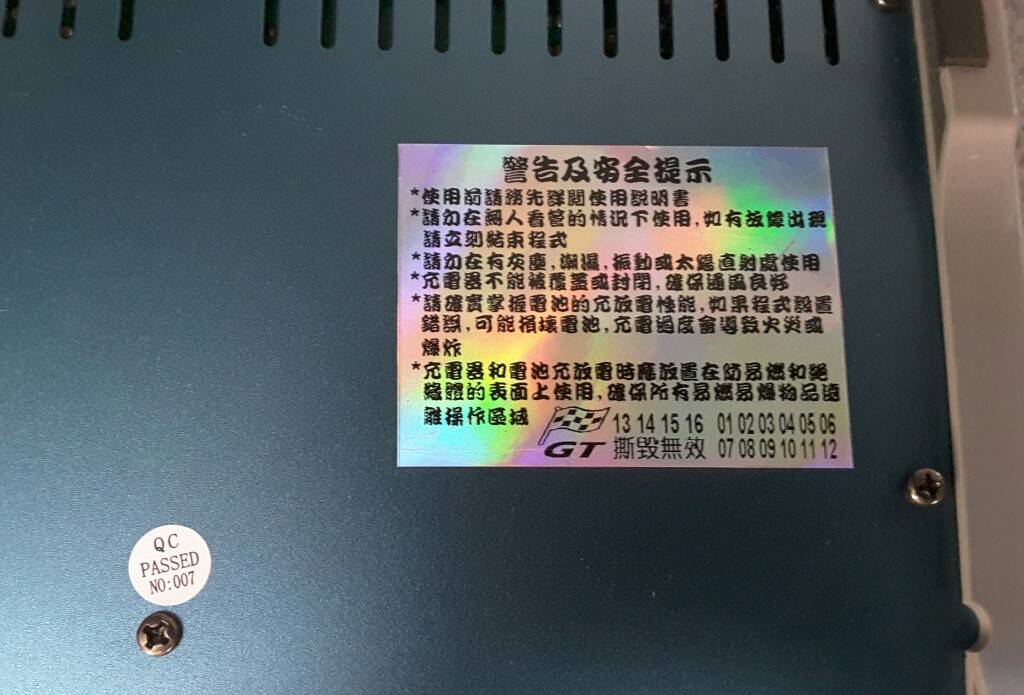 警告及安全提示
*使用前請務先詳閱使用說明書
*請勿在無人看管的情況下使用,如有故障出現
請立刻結束程式
*請勿在有灰塵,潮濕,振動或太陽直射處使用
*充電器不能被覆蓋或封閉,確保通風良好
*請確實掌握電池的充放電性能,如果程式設置
錯誤,可能損壞電池,充電過度會導致火災或
爆炸
*充電器和電池充放電時應放置在防易燃和絕
緣體的表面上使用,確保所有易燃易爆物品遠
離操作區域
13 14 15 16 01 02 03 04 05 06
GT 撕毀無效 07 08 09 10 11 12
QC
PASSED
NO:007